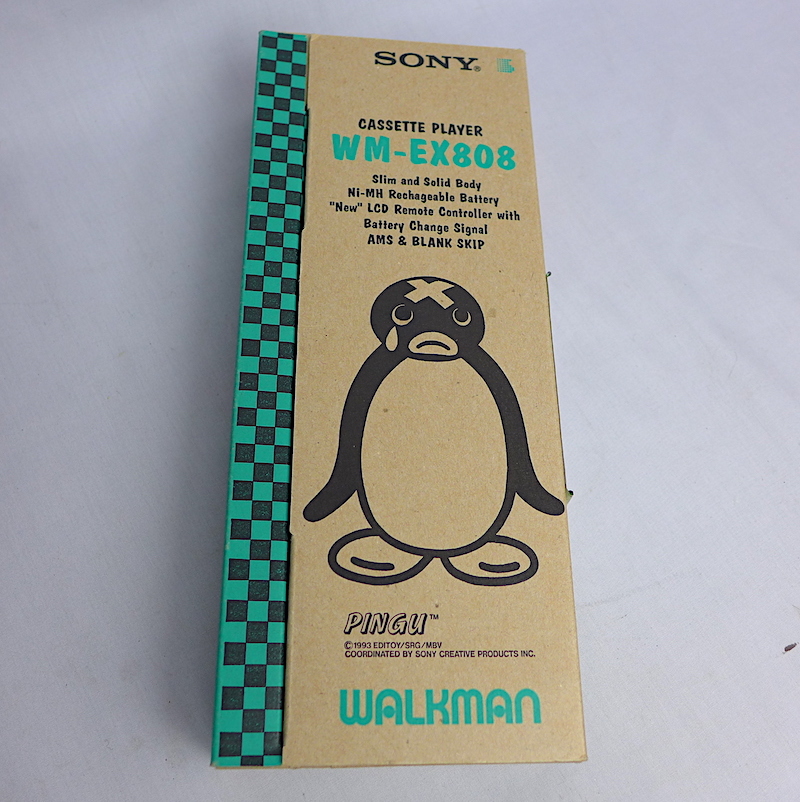 SONY®
CASSETTE PLAYER
WM-EX808
Slim and Solid Body
Ni-MH Rechageable Battery
"New" LCD Remote Controller with
Battery Change Signal
AMS & BLANK SKIP
PINGU™
©1993 EDITOY/SRG/MBV
COORDINATED BY SONY CREATIVE PRODUCTS INC.
WALKMAN